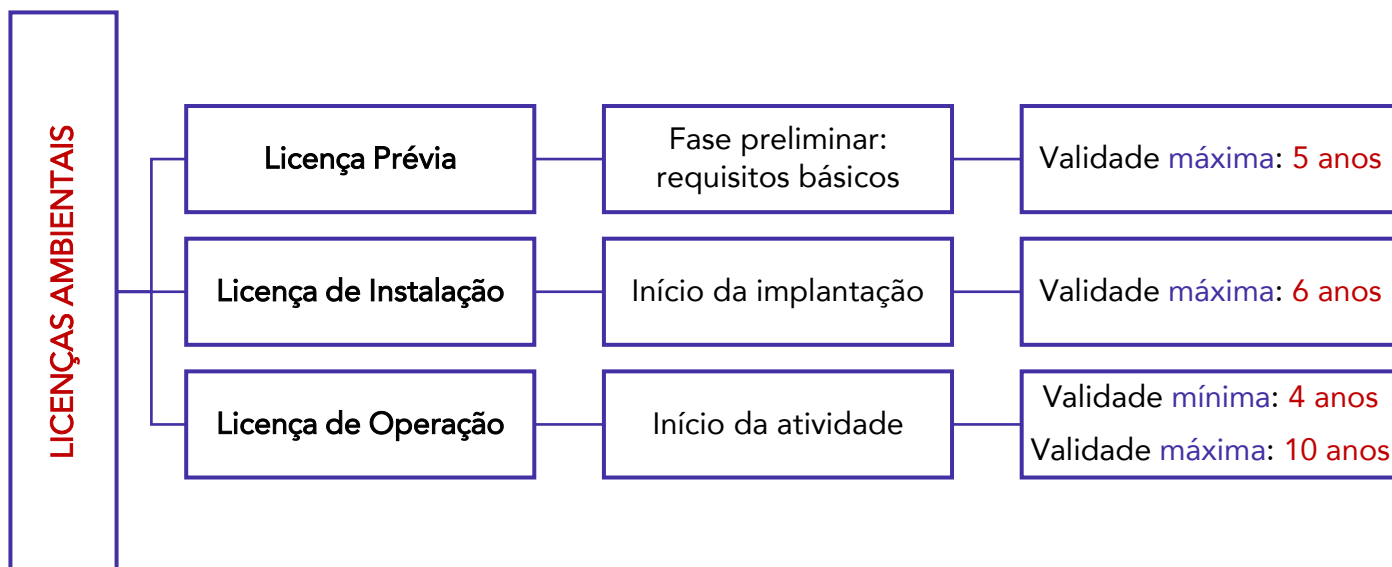 LICENÇAS AMBIENTAIS
Licença Prévia
Fase preliminar:
requisitos básicos
Validade máxima: 5 anos
Licença de Instalação
Início da implantação
Validade máxima: 6 anos
Licença de Operação
Início da atividade
Validade mínima: 4 anos
Validade máxima: 10 anos